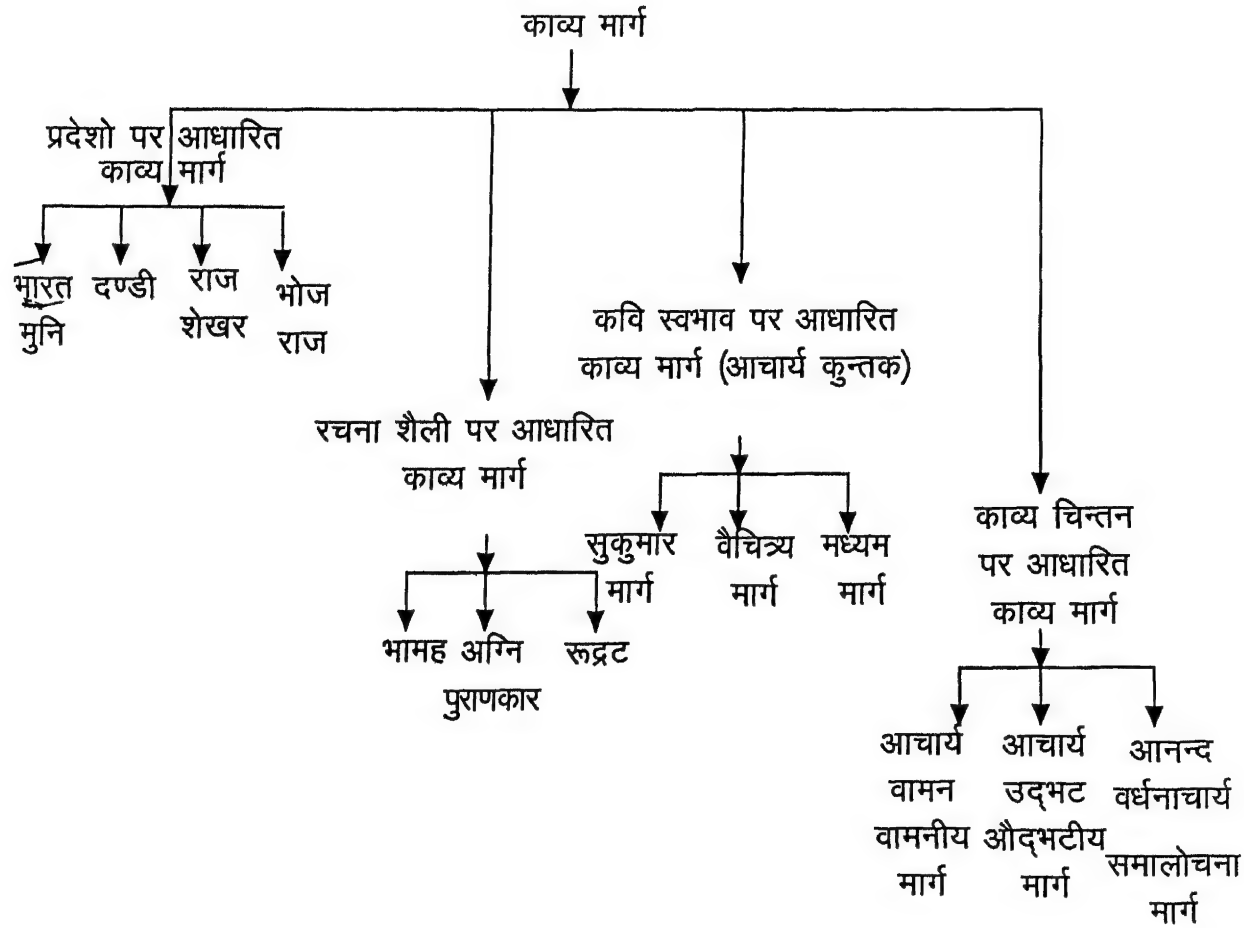 काव्य मार्ग
प्रदेशो पर आधारित
काव्य मार्ग
भारत
मुनि
दण्डी
राज
शेखर
भोज
राज
रचना शैली पर आधारित
काव्य मार्ग
भामह
अग्नि
पुराणकार
रूद्रट
कवि स्वभाव पर आधारित
काव्य मार्ग (आचार्य कुन्तक)
सुकुमार
मार्ग
वैचित्र्य
मार्ग
मध्यम
मार्ग
काव्य चिन्तन
पर आधारित
काव्य मार्ग
आचार्य
वामन
वामनीय
मार्ग
आचार्य
उद्‌भट
औद्‌भटीय
मार्ग
आनन्द
वर्धनाचार्य
समालोचना
मार्ग